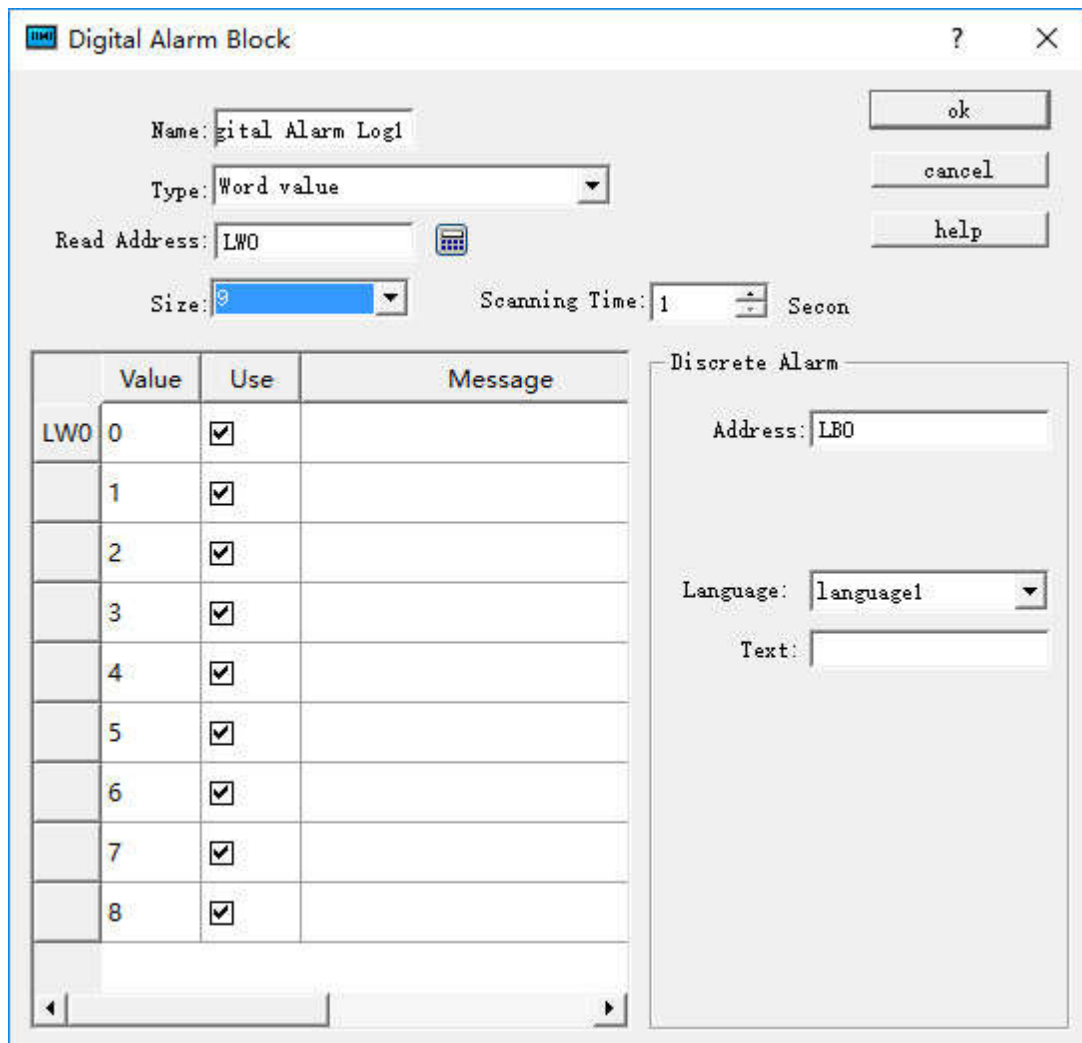 Digital Alarm Block ?
Name: gital Alarm Log1 ok
Type: Word value cancel
Read Address: LW0 help
Size: 9 Scanning Time: 1 Secon
Value Use Message
LW0 0
1
2
3
4
5
6
7
8
Discrete Alarm
Address: LB0
Language: language1
Text: